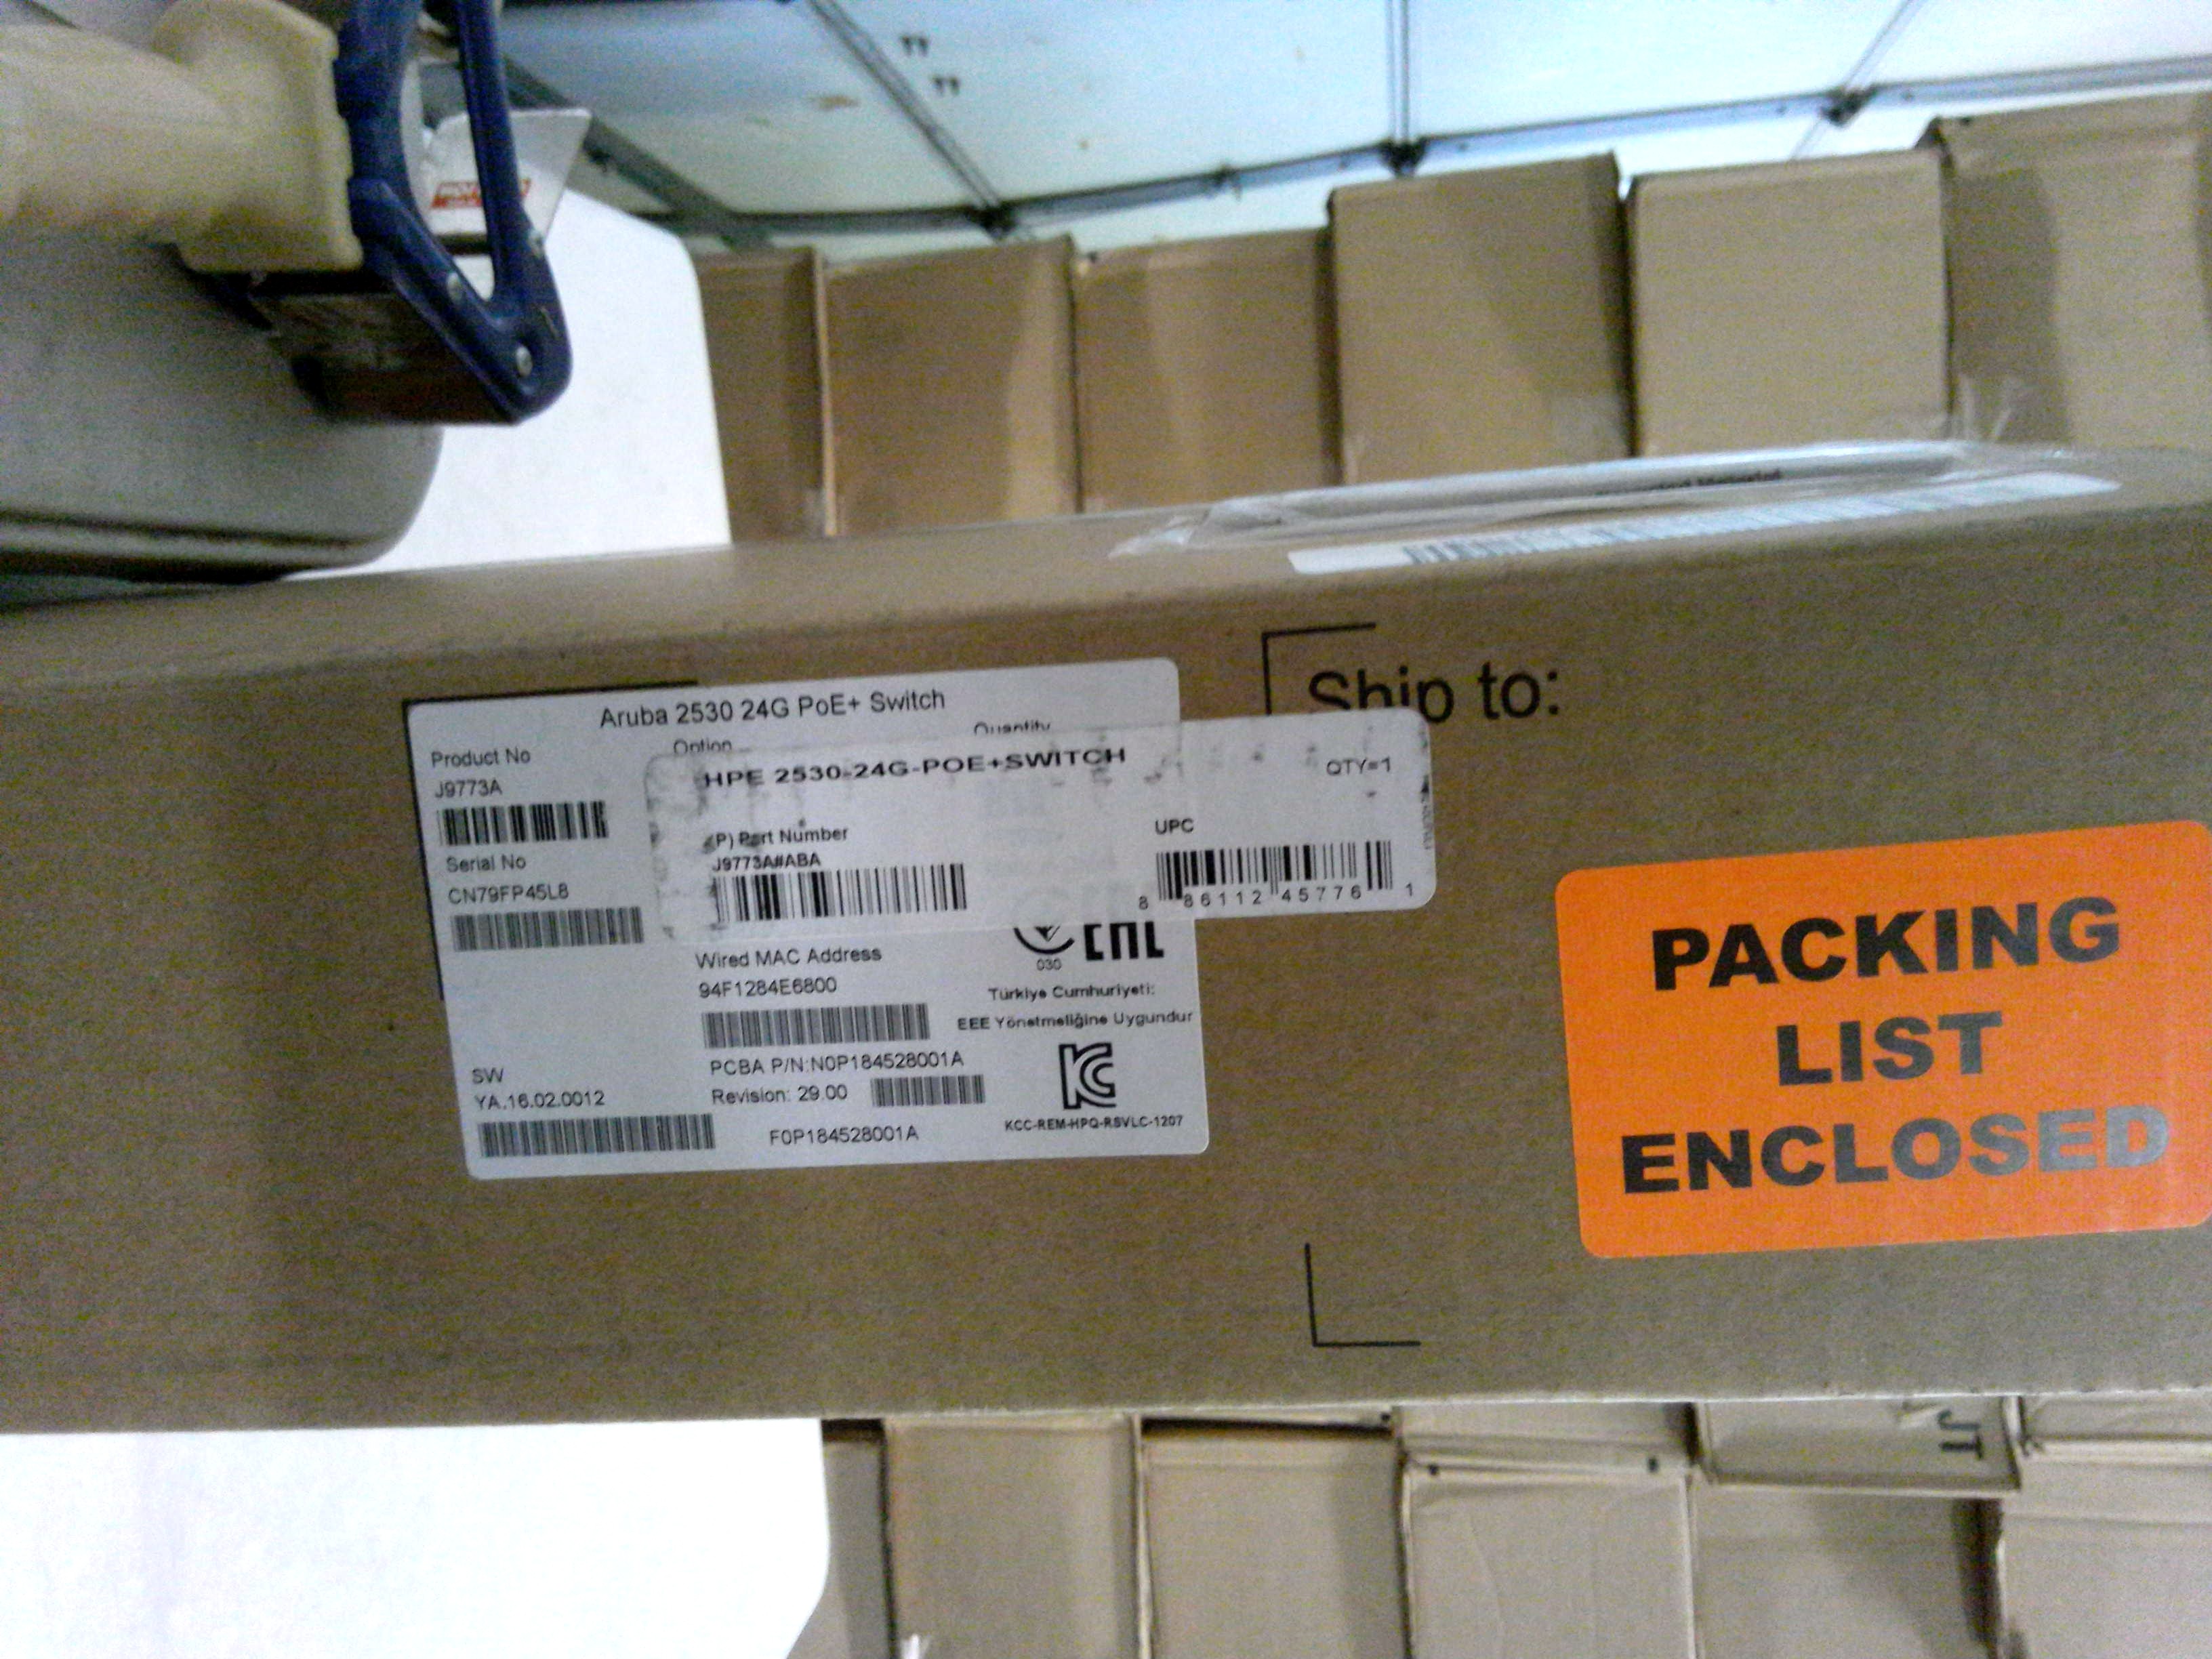 Aruba 2530 24G PoE+ Switch
Product No
Option
Quantity
J9773A
HPE 2530-24G-POE+SWITCH
QTY=1
Serial No
CN79FP45L8
(P) Part Number
J9773A#ABA
UPC
8 86112 45776 1
Wired MAC Address
94F1284E6800
030
EAC
Türkiye Cumhuriyeti:
EEE Yönetmeliğine Uygundur
SW
YA.16.02.0012
PCBA P/N:N0P184528001A
Revision: 29.00
F0P184528001A
KCC-REM-HPQ-RSVLC-1207
Ship to:
PACKING
LIST
ENCLOSED